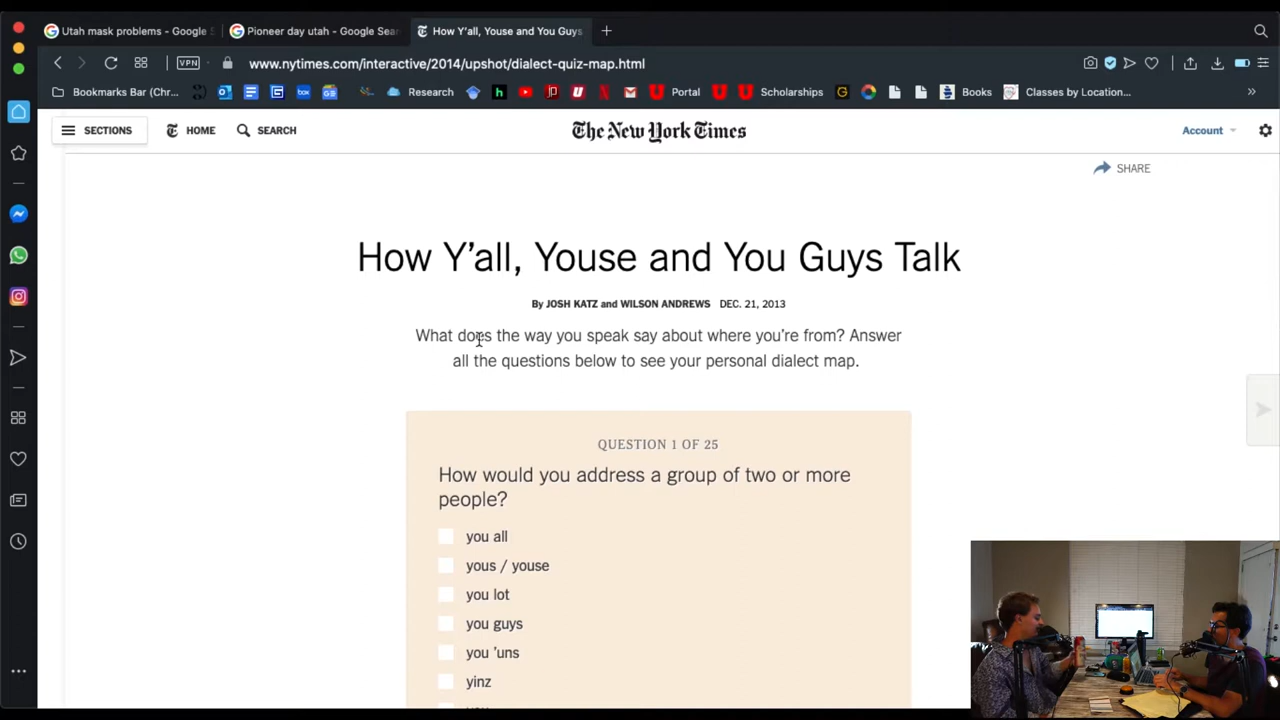 Utah mask problems - Google S
Pioneer day utah - Google Sear
How Y'all, Youse and You Guys
VPN
www.nytimes.com/interactive/2014/upshot/dialect-quiz-map.html
Bookmarks Bar (Chr...
Research
Portal
Scholarships
Books
Classes by Location...
SECTIONS
HOME
SEARCH
The New York Times
Account
SHARE
How Y'all, Youse and You Guys Talk
By JOSH KATZ and WILSON ANDREWS DEC. 21, 2013
What does the way you speak say about where you're from? Answer
all the questions below to see your personal dialect map.
QUESTION 1 OF 25
How would you address a group of two or more
people?
you all
yous / youse
you lot
you guys
you 'uns
yinz